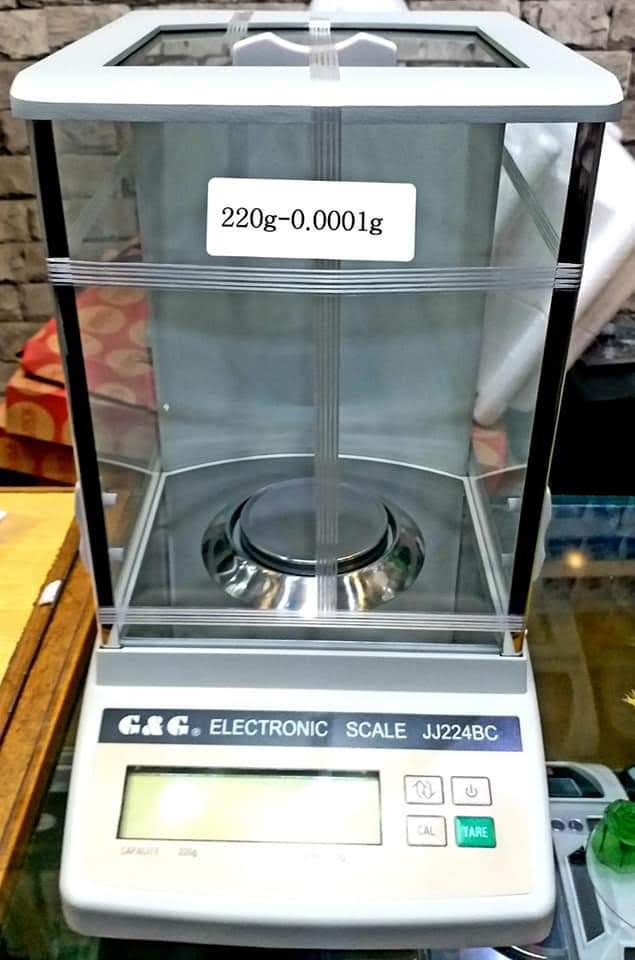 220g-0.0001g
G&G® ELECTRONIC SCALE JJ224BC
CAL
TARE
CAPACITY 220g